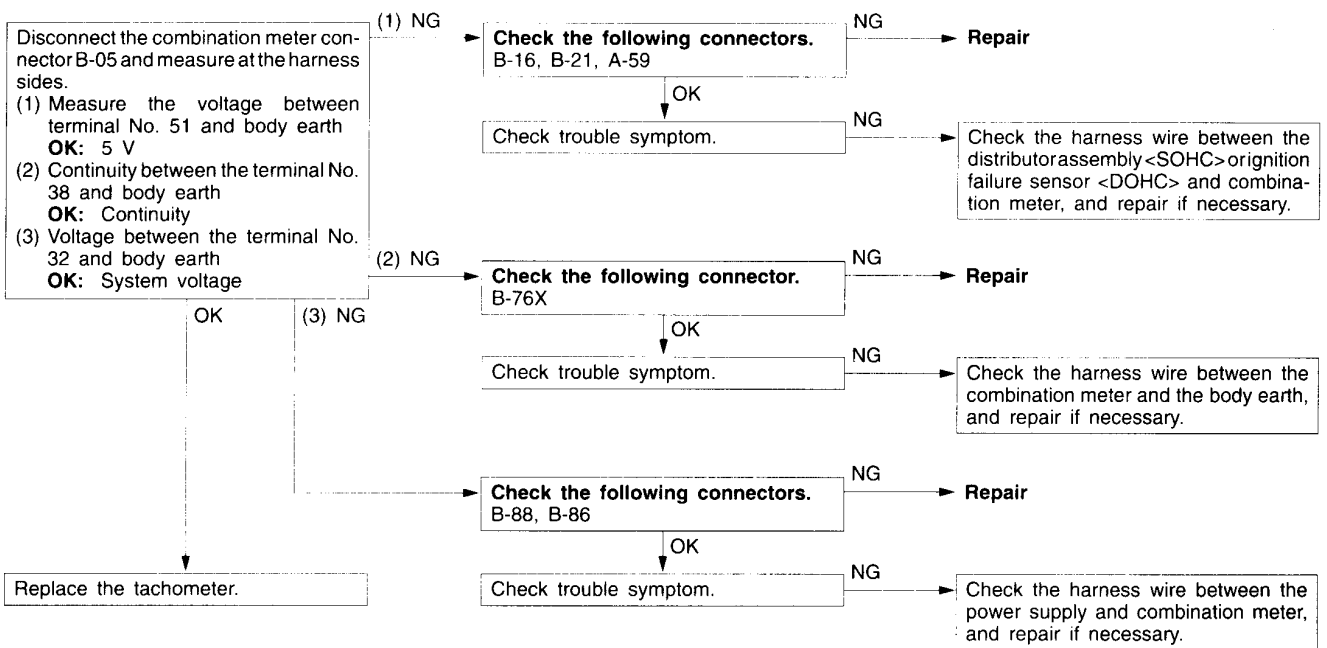 Disconnect the combination meter con-
nector B-05 and measure at the harness
sides.
(1) Measure the voltage between
terminal No. 51 and body earth
OK: 5 V
(2) Continuity between the terminal No.
38 and body earth
OK: Continuity
(3) Voltage between the terminal No.
32 and body earth
OK: System voltage
(1) NG
Check the following connectors.
B-16, B-21, A-59
NG
Repair
OK
Check trouble symptom.
NG
Check the harness wire between the
distributor assembly <SOHC> or ignition
failure sensor <DOHC> and combina-
tion meter, and repair if necessary.
(2) NG
Check the following connector.
B-76X
NG
Repair
OK
Check trouble symptom.
NG
Check the harness wire between the
combination meter and the body earth,
and repair if necessary.
OK
(3) NG
Check the following connectors.
B-88, B-86
NG
Repair
OK
Replace the tachometer.
Check trouble symptom.
NG
Check the harness wire between the
power supply and combination meter,
and repair if necessary.